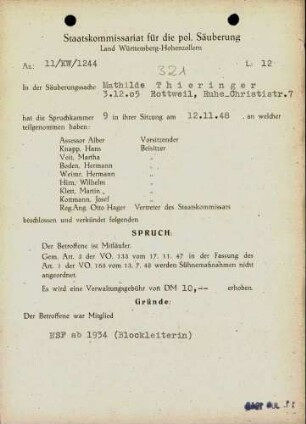 Staatskommissariat für die pol. Säuberung
Land Württemberg-Hohenzollern
Az.: 11/KW/1244 L: 12
321
In der Säuberungssache Mathilde Thieringer
3.12.05 Rottweil, Ruhe-Christistr.7
hat die Spruchkammer 9 in ihrer Sitzung am 12.11.48 an welcher
teilgenommen haben:
Assessor Alber Vorsitzender
Knapp, Hans Beisitzer
Veit, Martha "
Boden, Hermann "
Weimr, Hermann "
Hirn, Wilhelm "
Klett, Martin "
Kottmann, Josef "
Reg.Ang. Otto Hager Vertreter des Staatskommissars
beschlossen und verkündet folgenden
SPRUCH:
Der Betroffene ist Mitläufer.
Gem. Art. 2 der VO. 133 vom 17. 11. 47 in der Fassung des
Art. 1 der VO. 165 vom 13. 7. 48 werden Sühnemaßnahmen nicht
angeordnet.
Es wird eine Verwaltungsgebühr von DM 10,-- erhoben.
Gründe:
Der Betroffene war Mitglied
NSF ab 1934 (Blockleiterin)